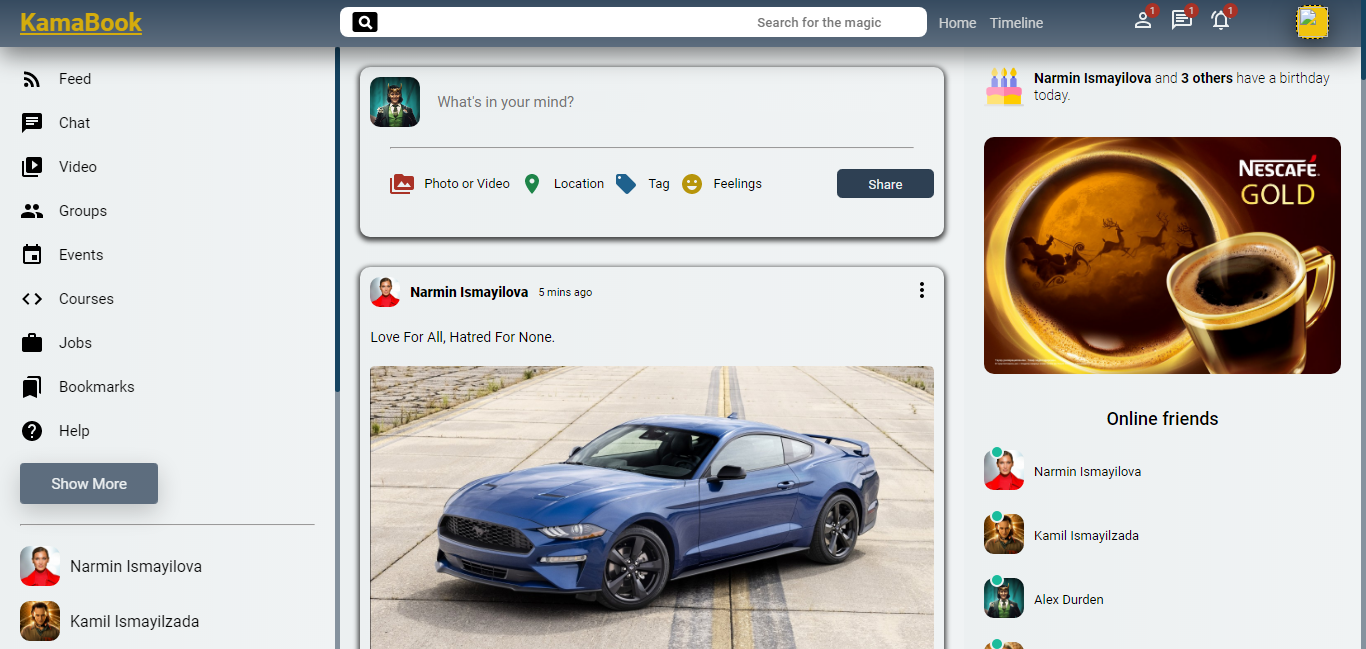 KamaBook
Search for the magic
Home
Timeline
1
1
1
Feed
Chat
Video
Groups
Events
Courses
Jobs
Bookmarks
Help
Show More
Narmin Ismayilova
Kamil Ismayilzada
What's in your mind?
Photo or Video
Location
Tag
Feelings
Share
Narmin Ismayilova 5 mins ago
Love For All, Hatred For None.
Narmin Ismayilova and 3 others have a birthday
today.
NESCAFÉ.
GOLD
Online friends
Narmin Ismayilova
Kamil Ismayilzada
Alex Durden